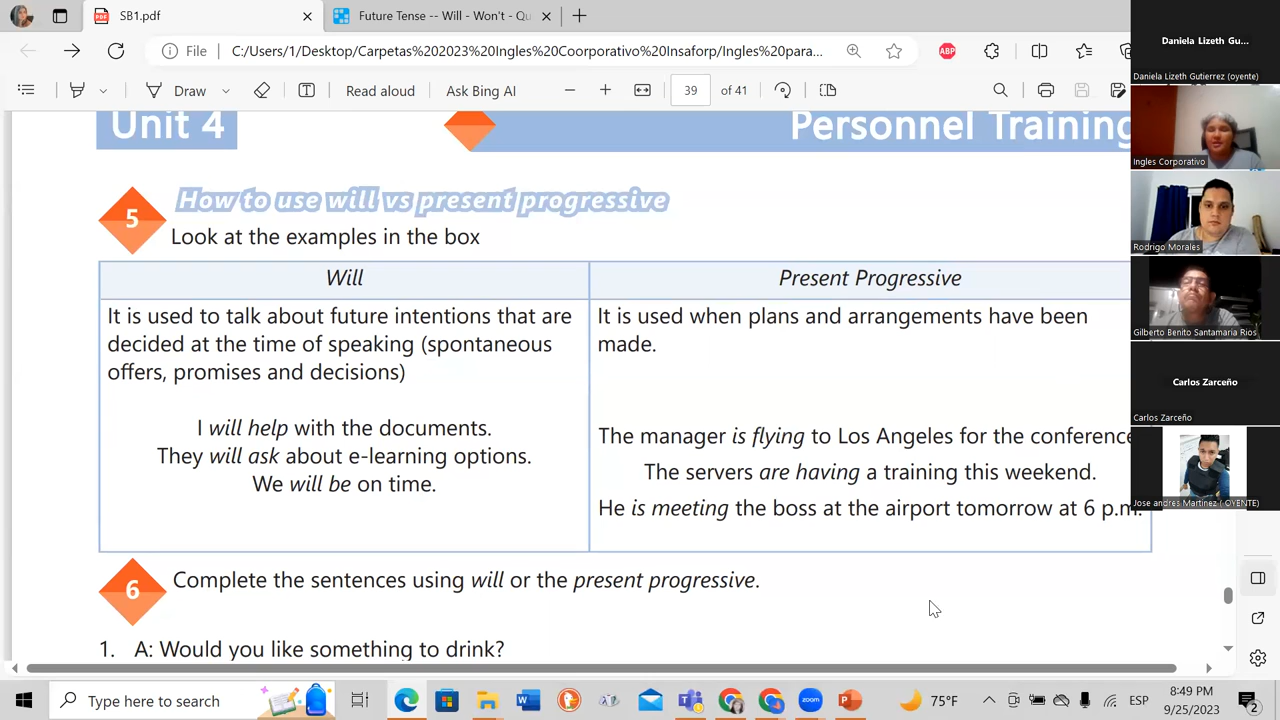 SB1.pdf
Future Tense -- Will - Won't - Qu
File
C:/Users/1/Desktop/Carpetas%202023%20Ingles%20Coorporativo%20Insaforp/Ingles%20para...
ABP
Draw
Read aloud
Ask Bing AI
39
of 41
Unit 4
Personnel Training
5
How to use will vs present progressive
Look at the examples in the box
Will
Present Progressive
It is used to talk about future intentions that are
decided at the time of speaking (spontaneous
offers, promises and decisions)
I will help with the documents.
They will ask about e-learning options.
We will be on time.
It is used when plans and arrangements have been
made.
The manager is flying to Los Angeles for the conference
The servers are having a training this weekend.
He is meeting the boss at the airport tomorrow at 6 p.m.
6
Complete the sentences using will or the present progressive.
1. A: Would you like something to drink?
Daniela Lizeth Gu...
Daniela Lizeth Gutierrez (oyente)
Ingles Corporativo
Rodrigo Morales
Gilberto Benito Santamaria Rios
Carlos Zarceño
Carlos Zarceño
Jose andres Martinez ( OYENTE)
Type here to search
zoom
75°F
ESP
8:49 PM
9/25/2023
2